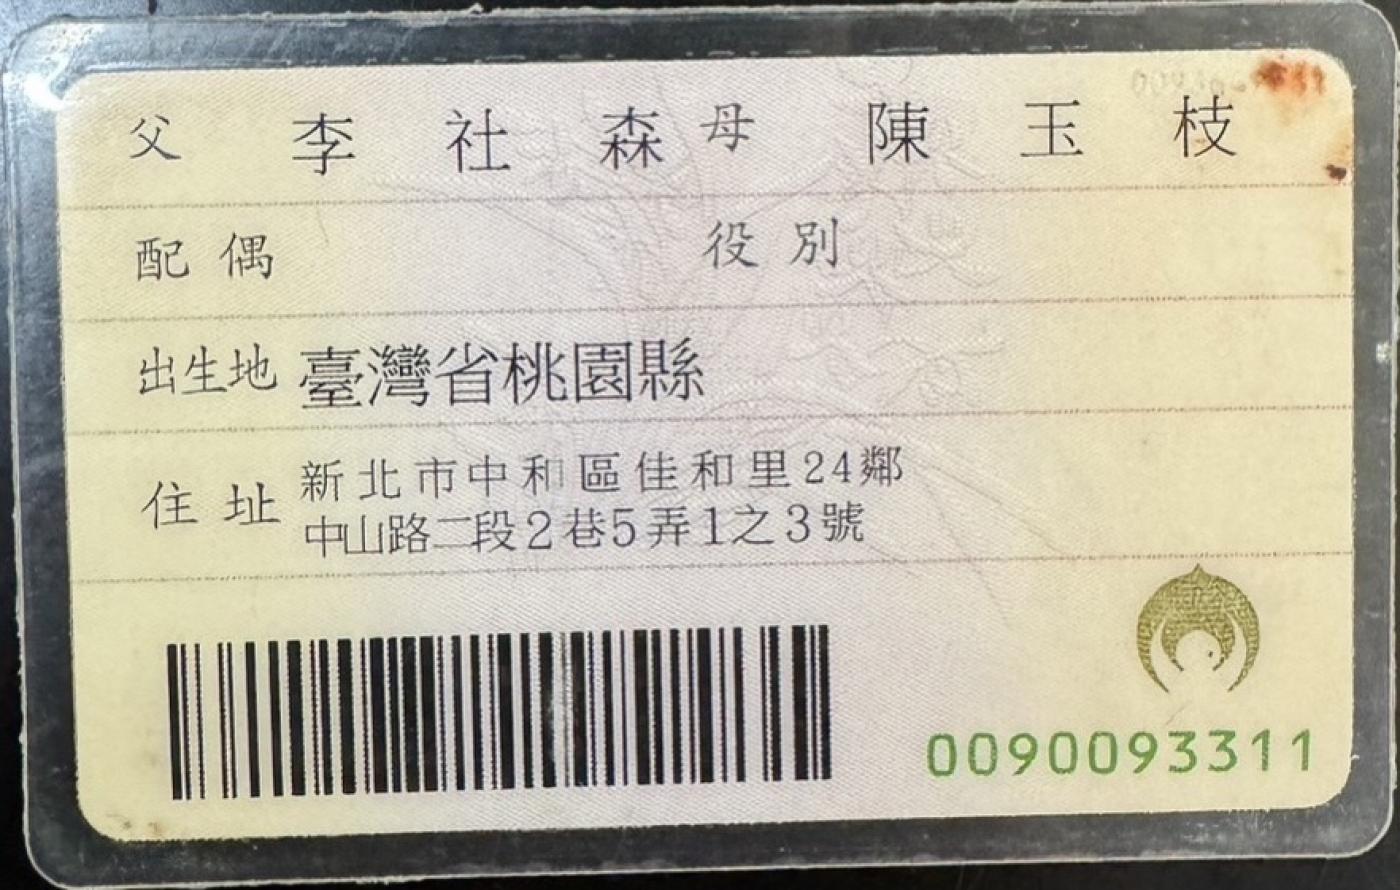 父 李社森 母 陳玉枝
配偶 役別
出生地 臺灣省桃園縣
住址 新北市中和區佳和里24鄰
中山路二段2巷5弄1之3號
0090093311